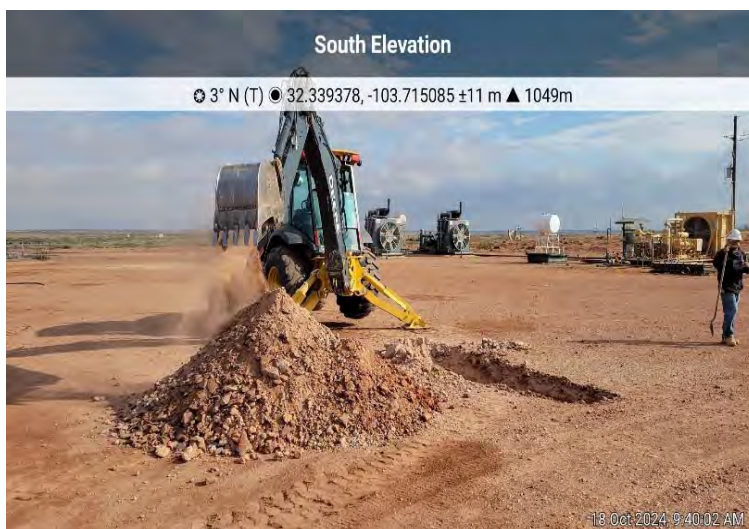 South Elevation
3° N (T) 32.339378, -103.715085 ±11 m ▲ 1049m
18 Oct 2024, 9:40:02 AM